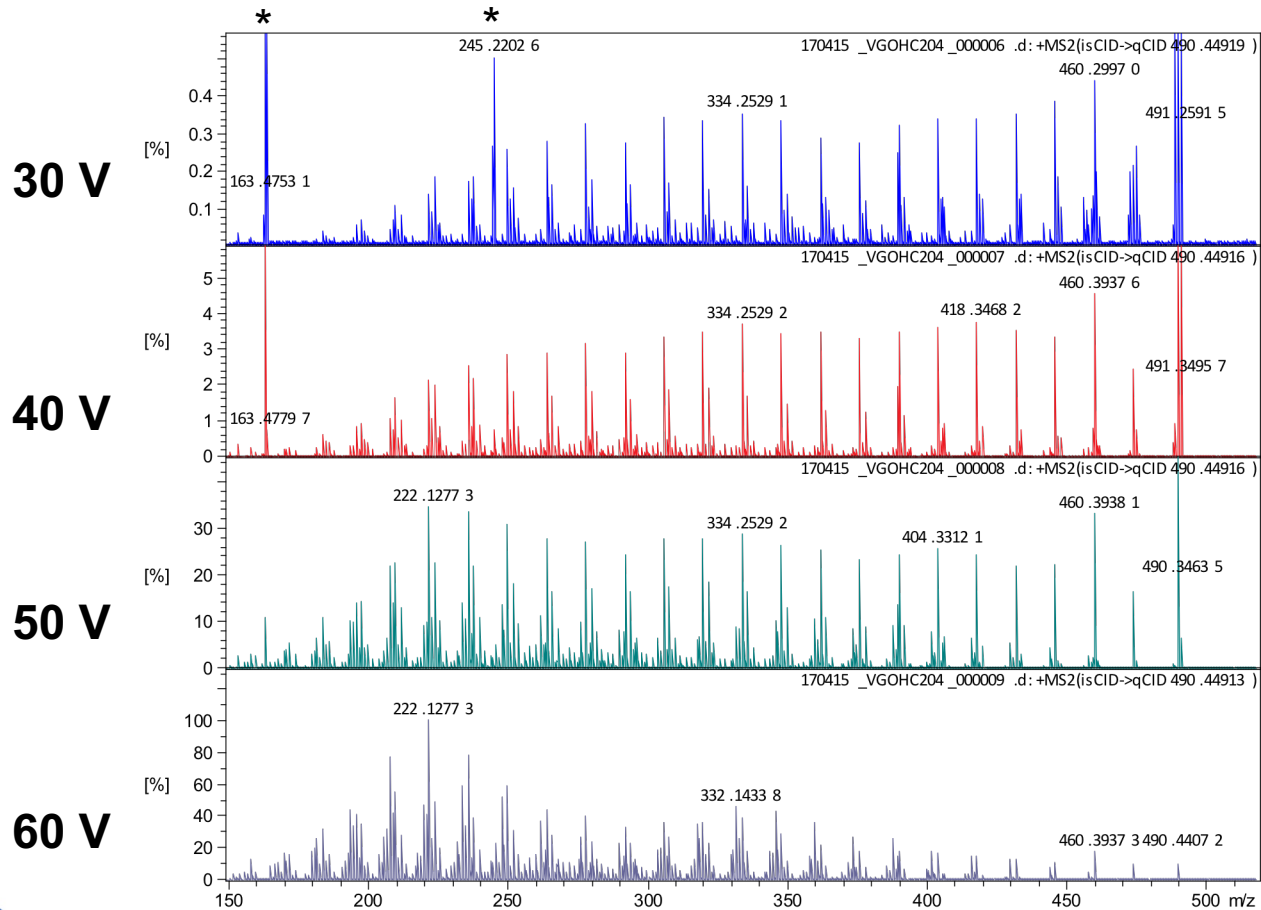 * *
245 .2202 6 170415 _VGOHC204 _000006 .d: +MS2(isCID->qCID 490 .44919 )
460 .2997 0
334 .2529 1
0.4
491 .2591 5
0.3
[%]
30 V
163 .4753 1
0.2
0.1
170415 _VGOHC204 _000007 .d: +MS2(isCID->qCID 490 .44916 )
5
460 .3937 6
334 .2529 2 418 .3468 2
4
[%]
3
491 .3495 7
2
40 V
163 .4779 7
1
0
170415 _VGOHC204 _000008 .d: +MS2(isCID->qCID 490 .44916 )
222 .1277 3
460 .3938 1
30
334 .2529 2
404 .3312 1
490 .3463 5
[%]
20
50 V
10
0
170415 _VGOHC204 _000009 .d: +MS2(isCID->qCID 490 .44913 )
222 .1277 3
100
80
[%]
332 .1433 8
60
60 V
40
460 .3937 3 490 .4407 2
20
0
150 200 250 300 350 400 450 500 m/z